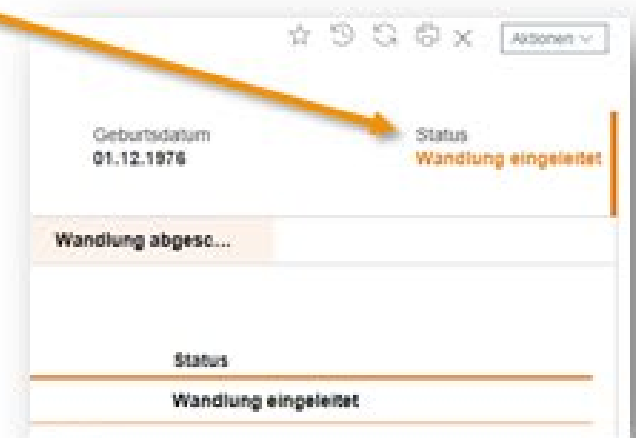 Aktionen
Geburtsdatum
01.12.1976
Status
Wandlung eingeleitet
Wandlung abgesc...
Status
Wandlung eingeleitet